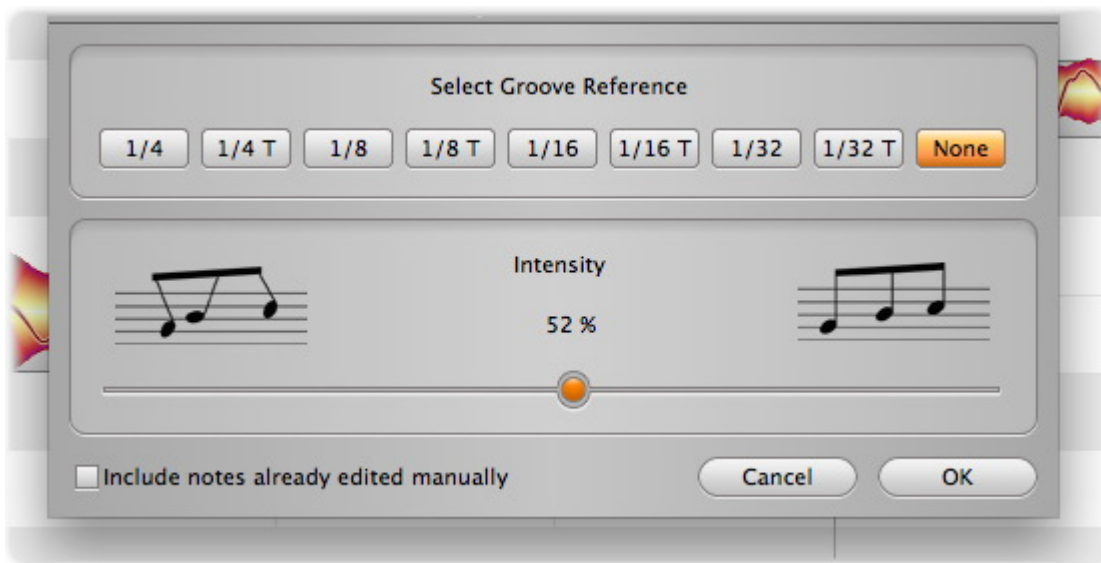 Select Groove Reference
1/4 1/4 T 1/8 1/8 T 1/16 1/16 T 1/32 1/32 T None
Intensity
52 %
Include notes already edited manually Cancel OK